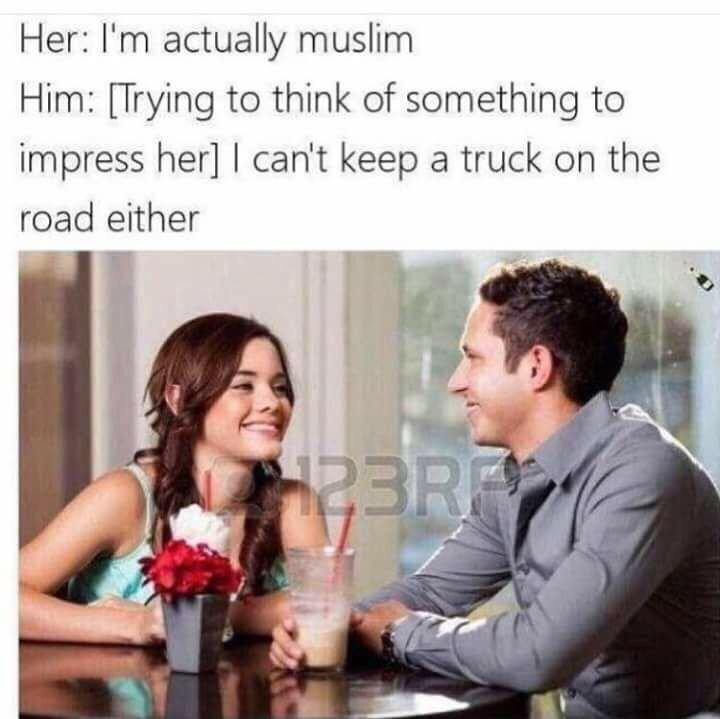 Her: I'm actually muslim
Him: [Trying to think of something to
impress her] I can't keep a truck on the
road either
123RF